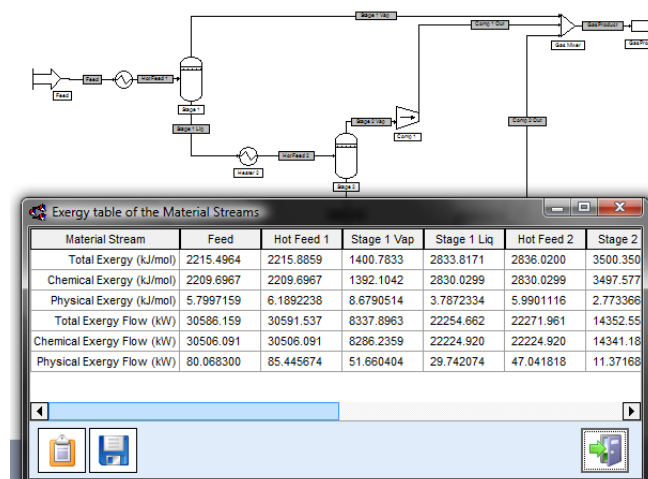 Stage 1 Vap
Comp 1 Out
Gas Mixer
GasProduct
GasPro
Feed
Hot Feed 1
Feed
Stage 1
Stage 1 Liq
Stage 2 Vap
Comp 1
Comp 2 Out
Heater 2
Hot Feed 2
Stage 2
Exergy table of the Material Streams
Material Stream Feed Hot Feed 1 Stage 1 Vap Stage 1 Liq Hot Feed 2 Stage 2
Total Exergy (kJ/mol) 2215.4964 2215.8859 1400.7833 2833.8171 2836.0200 3500.350
Chemical Exergy (kJ/mol) 2209.6967 2209.6967 1392.1042 2830.0299 2830.0299 3497.577
Physical Exergy (kJ/mol) 5.7997159 6.1892238 8.6790514 3.7872334 5.9901116 2.773366
Total Exergy Flow (kW) 30586.159 30591.537 8337.8963 22254.662 22271.961 14352.55
Chemical Exergy Flow (kW) 30506.091 30506.091 8286.2359 22224.920 22224.920 14341.18
Physical Exergy Flow (kW) 80.068300 85.445674 51.660404 29.742074 47.041818 11.37168